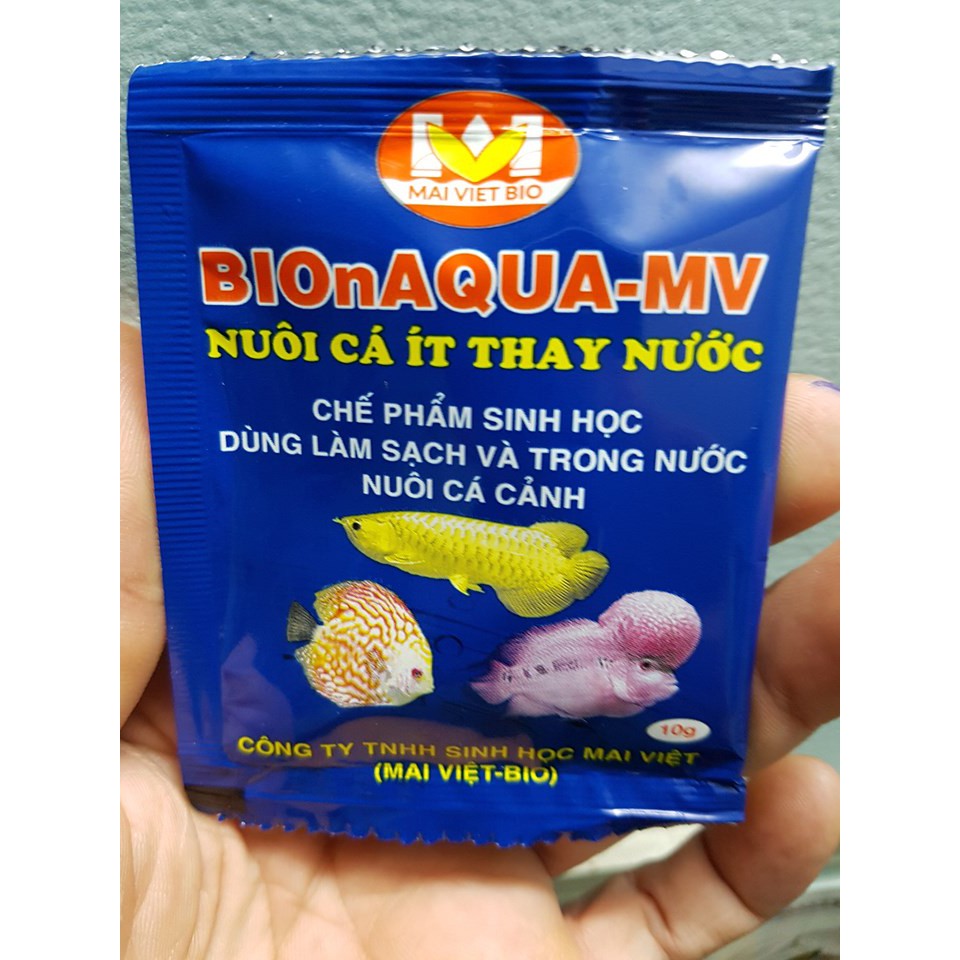 MAI VIET BIO
BIOnAQUA-MV
NUÔI CÁ ÍT THAY NƯỚC
CHẾ PHẨM SINH HỌC
DÙNG LÀM SẠCH VÀ TRONG NƯỚC
NUÔI CÁ CẢNH
10g
CÔNG TY TNHH SINH HỌC MAI VIỆT
(MAI VIỆT-BIO)